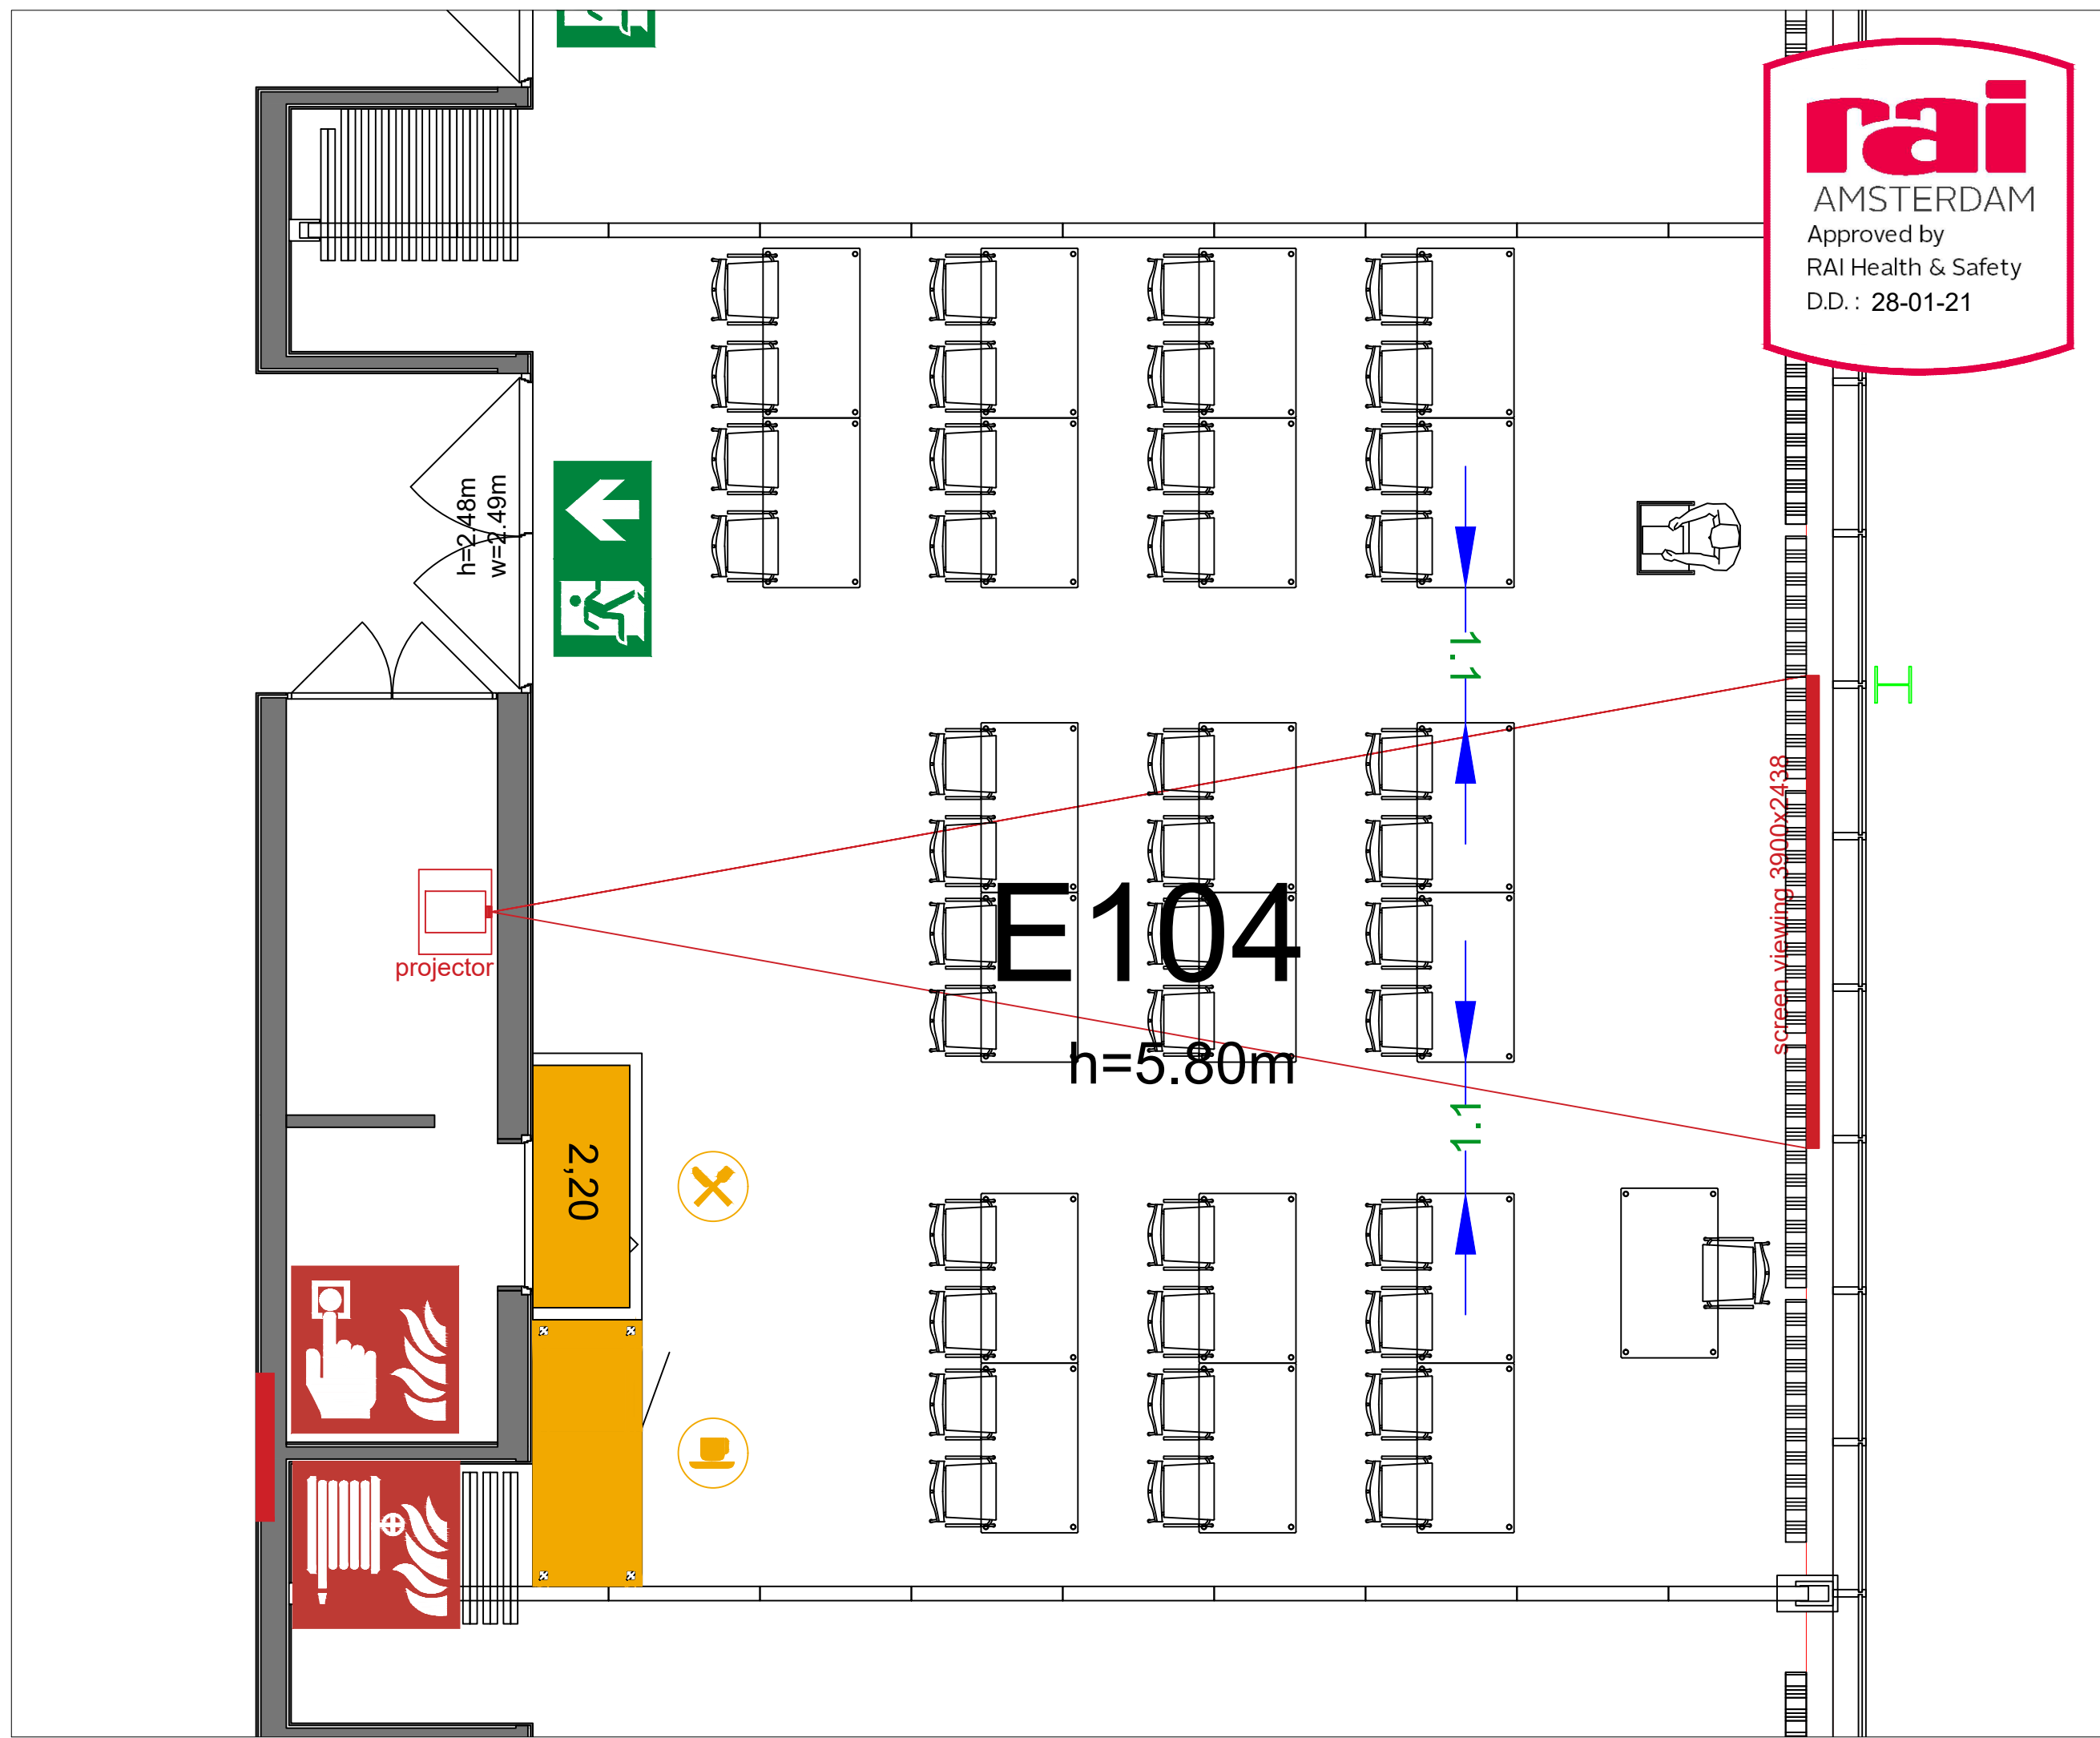 rai
AMSTERDAM
Approved by
RAI Health & Safety
D.D. : 28-01-21
h=2.48m
w=2.49m
1.1
screen viewing 3900x2438
projector
E104
h=5.80m
1.1
2,20